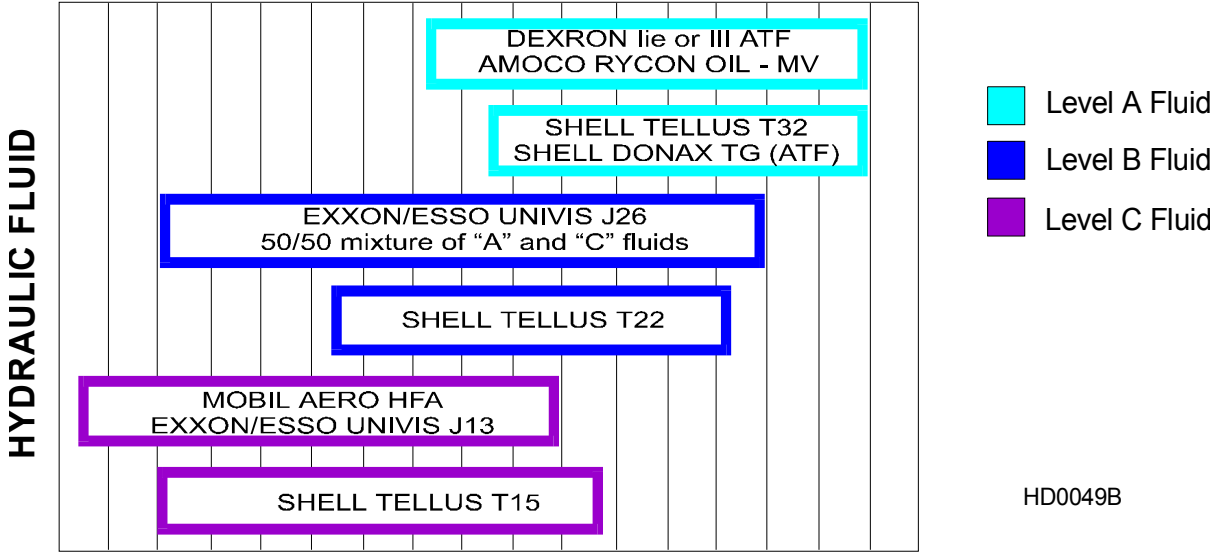 HYDRAULIC FLUID
DEXRON Iie or III ATF
AMOCO RYCON OIL - MV
SHELL TELLUS T32
SHELL DONAX TG (ATF)
EXXON/ESSO UNIVIS J26
50/50 mixture of “A” and “C” fluids
SHELL TELLUS T22
MOBIL AERO HFA
EXXON/ESSO UNIVIS J13
SHELL TELLUS T15
Level A Fluid
Level B Fluid
Level C Fluid
HD0049B